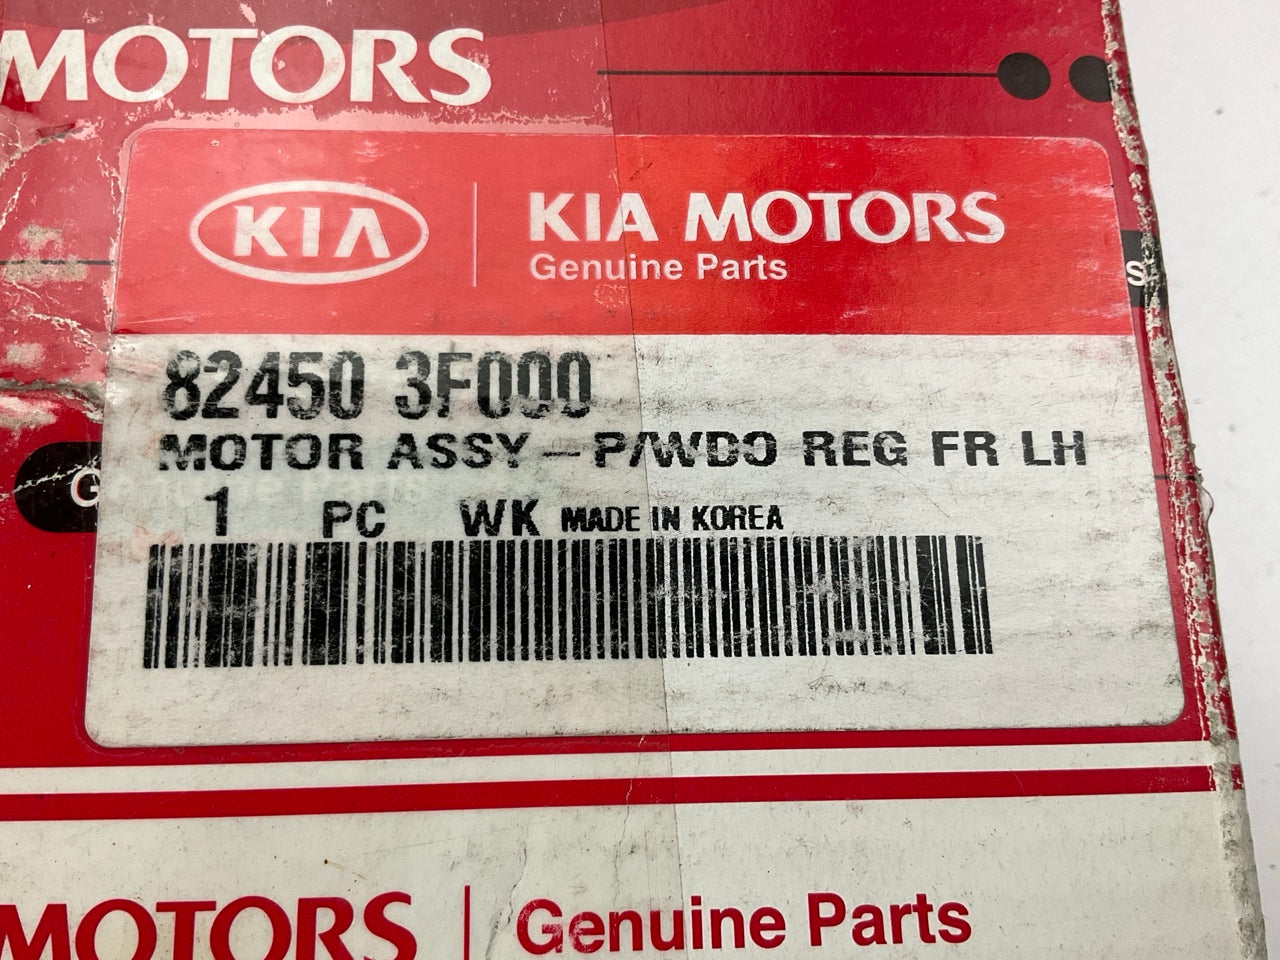 MOTORS
KIA
KIA MOTORS
Genuine Parts
82450 3F000
MOTOR ASSY-P/WDO REG FR LH
1 PC WK MADE IN KOREA
MOTORS
Genuine Parts